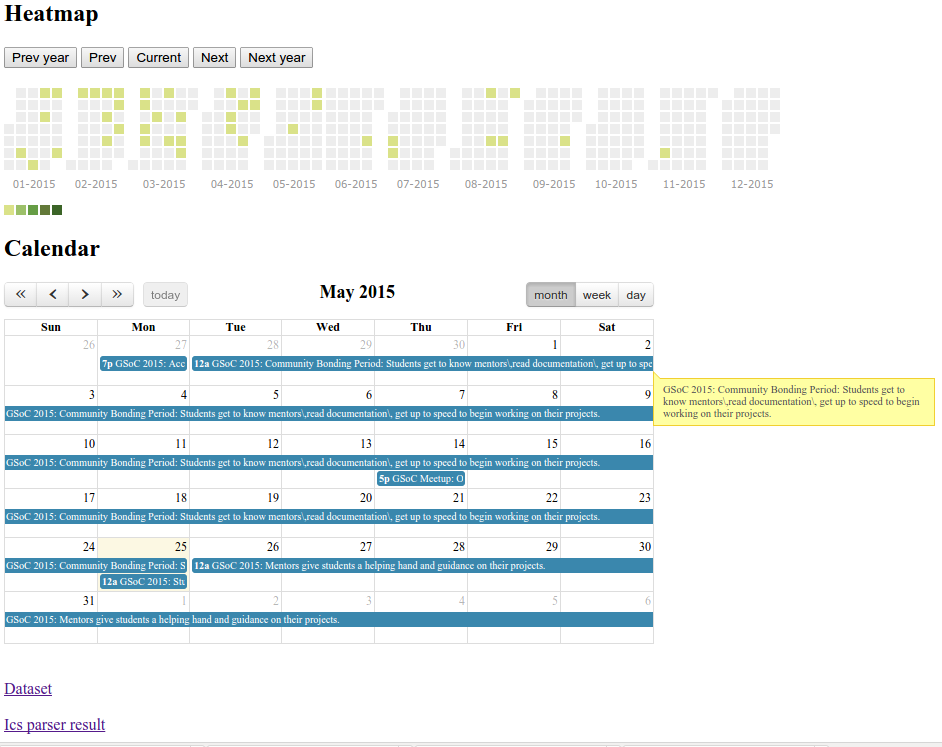 Heatmap
Prev year Prev Current Next Next year
01-2015 02-2015 03-2015 04-2015 05-2015 06-2015 07-2015 08-2015 09-2015 10-2015 11-2015 12-2015
Calendar
« < > » today May 2015 month week day
Sun Mon Tue Wed Thu Fri Sat
26 27 28 29 30 1 2
7p GSoC 2015: Acc 12a GSoC 2015: Community Bonding Period: Students get to know mentors\,read documentation\, get up to spe
GSoC 2015: Community Bonding Period: Students get to
know mentors\,read documentation\, get up to speed to begin
working on their projects.
3 4 5 6 7 8 9
GSoC 2015: Community Bonding Period: Students get to know mentors\,read documentation\, get up to speed to begin working on their projects.
10 11 12 13 14 15 16
GSoC 2015: Community Bonding Period: Students get to know mentors\,read documentation\, get up to speed to begin working on their projects.
5p GSoC Meetup: O
17 18 19 20 21 22 23
GSoC 2015: Community Bonding Period: Students get to know mentors\,read documentation\, get up to speed to begin working on their projects.
24 25 26 27 28 29 30
GSoC 2015: Community Bonding Period: S 12a GSoC 2015: Mentors give students a helping hand and guidance on their projects.
12a GSoC 2015: Stu
31 1 2 3 4 5 6
GSoC 2015: Mentors give students a helping hand and guidance on their projects.
Dataset
Ics parser result